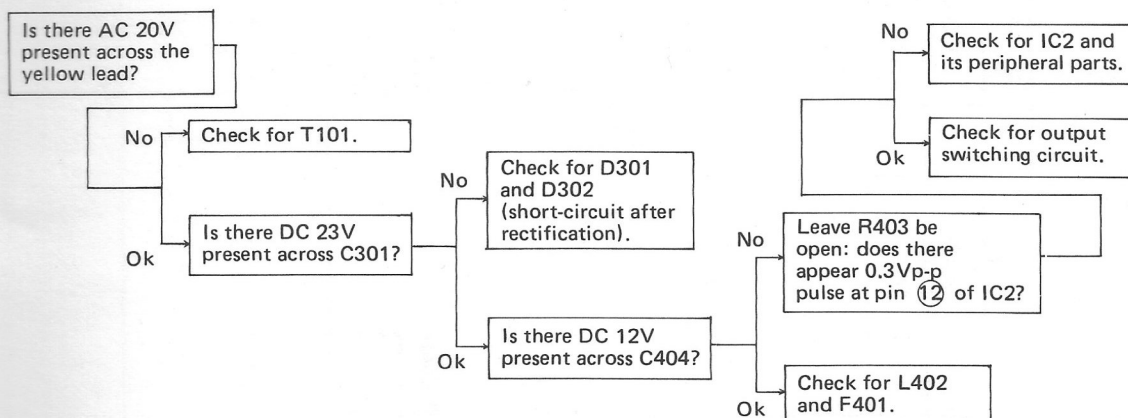 Is there AC 20V
present across the
yellow lead?
No
Check for T101.
Ok
Is there DC 23V
present across C301?
No
Check for D301
and D302
(short-circuit after
rectification).
Ok
Is there DC 12V
present across C404?
No
Leave R403 be
open: does there
appear 0.3Vp-p
pulse at pin 12 of IC2?
Ok
Check for L402
and F401.
No
Check for IC2 and
its peripheral parts.
Ok
Check for output
switching circuit.